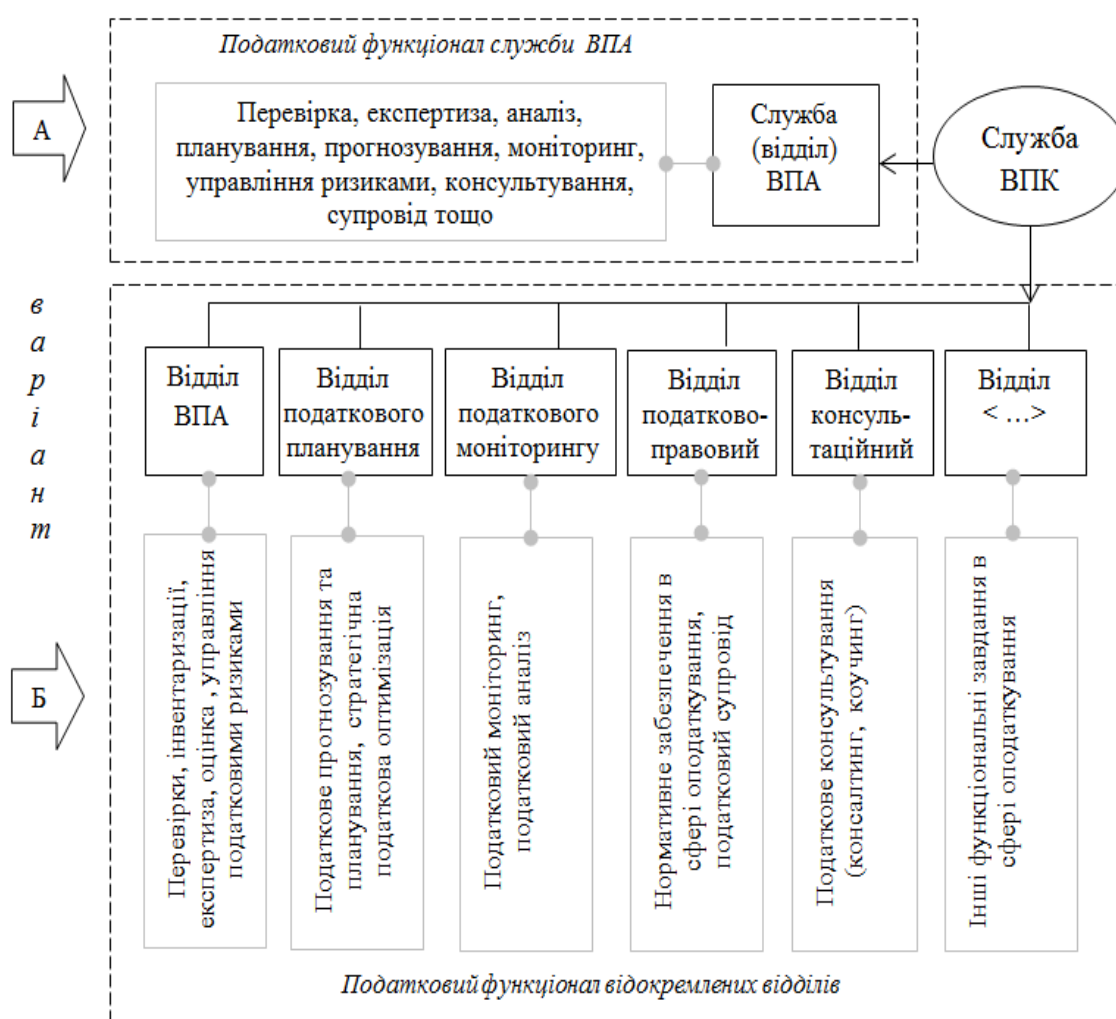 Податковий функціонал служби ВПА
А
Перевірка, експертиза, аналіз,
планування, прогнозування, моніторинг,
управління ризиками, консультування,
супровід тощо
Служба
(відділ)
ВПА
Служба
ВПК
варіант
Відділ
ВПА
Відділ
податкового
планування
Відділ
податкового
моніторингу
Відділ
податково-
правовий
Відділ
консуль-
таційний
Відділ
< ...>
Б
Перевірки, інвентаризації,
експертиза, оцінка , управління
податковими ризиками
Податкове прогнозування та
планування, стратегічна
податкова оптимізація
Податковий моніторинг,
податковий аналіз
Нормативне забезпечення в
сфері оподаткування,
податковий супровід
Податкове консультування
(консалтинг, коучинг)
Інші функціональні завдання в
сфері оподаткування
Податковий функціонал відокремлених відділів